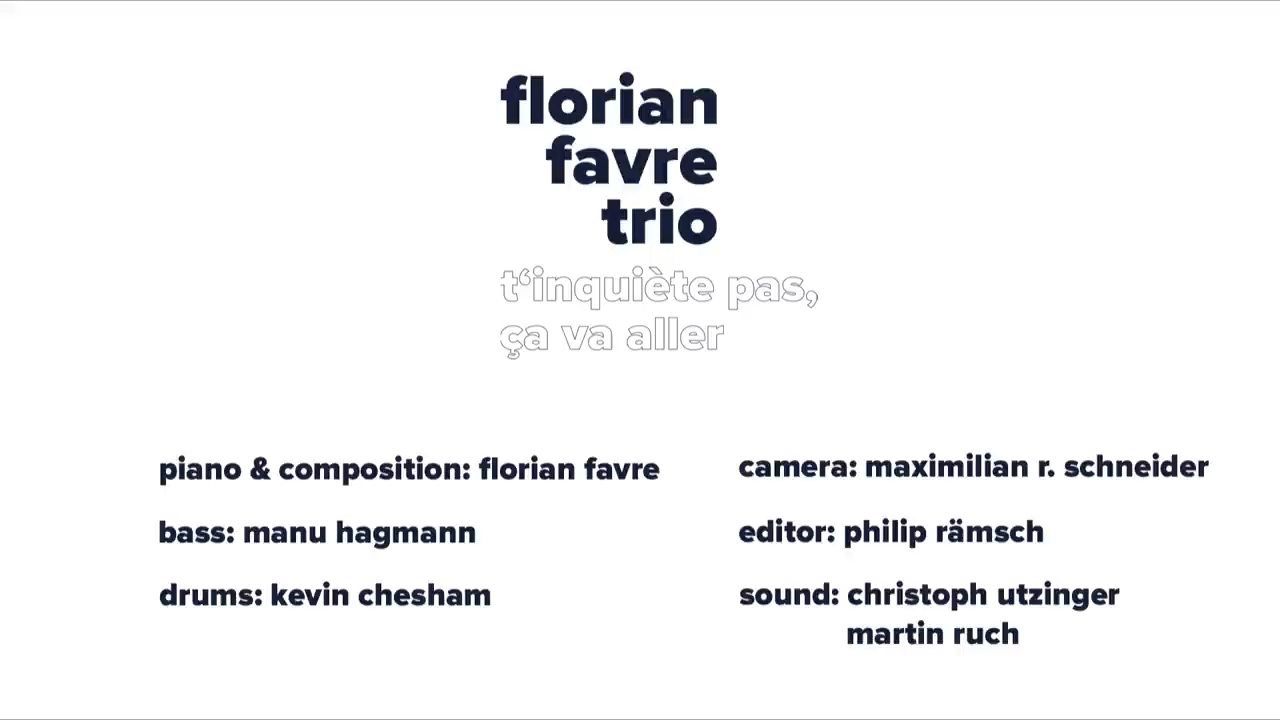 florian
favre
trio
t‘inquiète pas,
ça va aller
piano & composition: florian favre
bass: manu hagmann
drums: kevin chesham
camera: maximilian r. schneider
editor: philip rämsch
sound: christoph utzinger
martin ruch